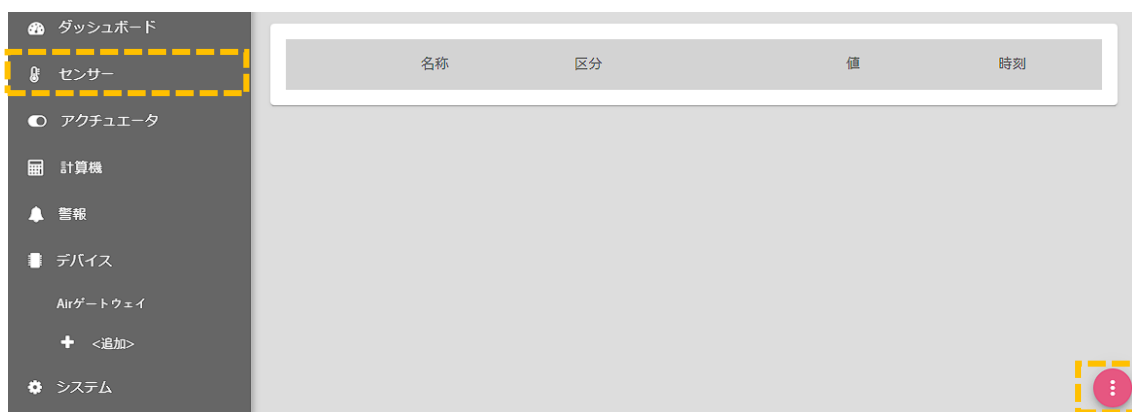 ダッシュボード
センサー
アクチュエータ
計算機
警報
デバイス
Airゲートウェイ
<追加>
システム
名称 区分 値 時刻